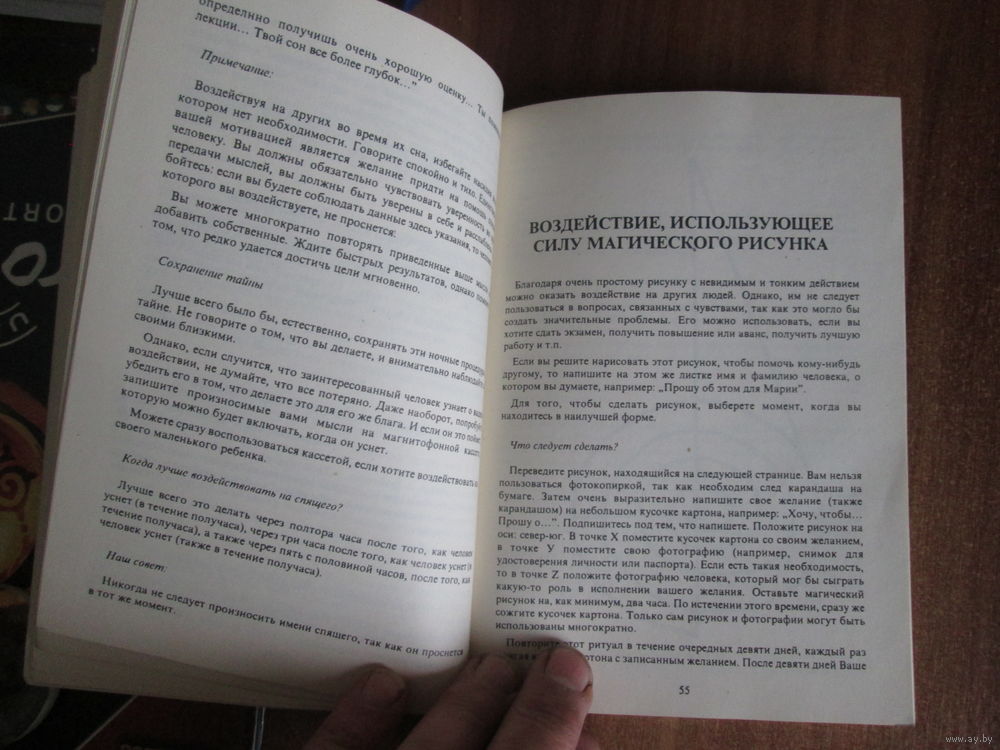 определнно получишь очень хорошую оценку... Ты
лекции... Твой сон все более глубок..."
Примечание:
Воздействуя на других во время их сна, избегайте
котором нет необходимости. Говорите спокойно и тихо.
вашей мотивацией является желание придти на помощь
человеку. Вы должны обязательно чувствовать уверенность
передачи мыслей, вы должны быть уверены в себе и
бойтесь: если вы будете соблюдать данные здесь указания, то
которого вы воздействуете, не проснется:
Вы можете многократно повторять приведенные выше
добавить собственные. Ждите быстрых результатов, однако
том, что редко удается достичь цели мгновенно.
Сохранение тайны
Лучше всего было бы, естественно, сохранять эти ночные
тайне. Не говорите о том, что вы делаете, и внимательно наблюдайте
своими близкими.
Однако, если случится, что заинтересованный человек узнает о
воздействии, не думайте, что все потеряно. Даже наоборот,
убедить его в том, что делаете это для его же блага. И если он это
запишите произносимые вами мысли на магнитофонной
которую можно будет включать, когда он уснет.
Можете сразу воспользоваться кассетой, если хотите воздействовать
своего маленького ребенка.
Когда лучше воздействовать на спящего?
Лучше всего это делать через полтора часа после того, как человек
уснет (в течение получаса), через три часа после того, как человек уснет (в
течение получаса), а также через пять с половиной часов, после того, как
человек уснет (также в течение получаса).
Наш совет:
Никогда не следует произносить имени спящего, так как он проснется
в тот же момент.
ВОЗДЕЙСТВИЕ, ИСПОЛЬЗУЮЩЕЕ
СИЛУ МАГИЧЕСКОГО РИСУНКА
Благодаря очень простому рисунку с невидимым и тонким действием
можно оказать воздействие на других людей. Однако, им не следует
пользоваться в вопросах, связанных с чувствами, так как это могло бы
создать значительные проблемы. Его можно использовать, если вы
хотите сдать экзамен, получить повышение или аванс, получить лучшую
работу и т.п.
Если вы решите нарисовать этот рисунок, чтобы помочь кому-нибудь
другому, то напишите на этом же листке имя и фамилию человека, о
котором вы думаете, например: „Прошу об этом для Марии".
Для того, чтобы сделать рисунок, выберете момент, когда вы
находитесь в наилучшей форме.
Что следует сделать?
Переведите рисунок, находящийся на следующей странице. Вам нельзя
пользоваться фотокопиркой, так как необходим след карандаша на
бумаге. Затем очень выразительно напишите свое желание (также
карандашом) на небольшом кусочке картона, например: „Хочу, чтобы...
Прошу о...". Подпишитесь под тем, что напишете. Положите рисунок на
оси: север-юг. В точке X поместите кусочек картона со своим желанием,
в точке У поместите свою фотографию (например, снимок для
удостоверения личности или паспорта). Если есть такая необходимость,
то в точке Z положите фотографию человека, который мог бы сыграть
какую-то роль в исполнении вашего желания. Оставьте магический
рисунок на, как минимум, два часа. По истечении этого времени, сразу же
сожгите кусочек картона. Только сам рисунок и фотографии могут быть
использованы многократно.
Повторите этот ритуал в течение очередных девяти дней, каждый раз
картона с записанным желанием. После девяти дней Ваше
55
www.ay.by